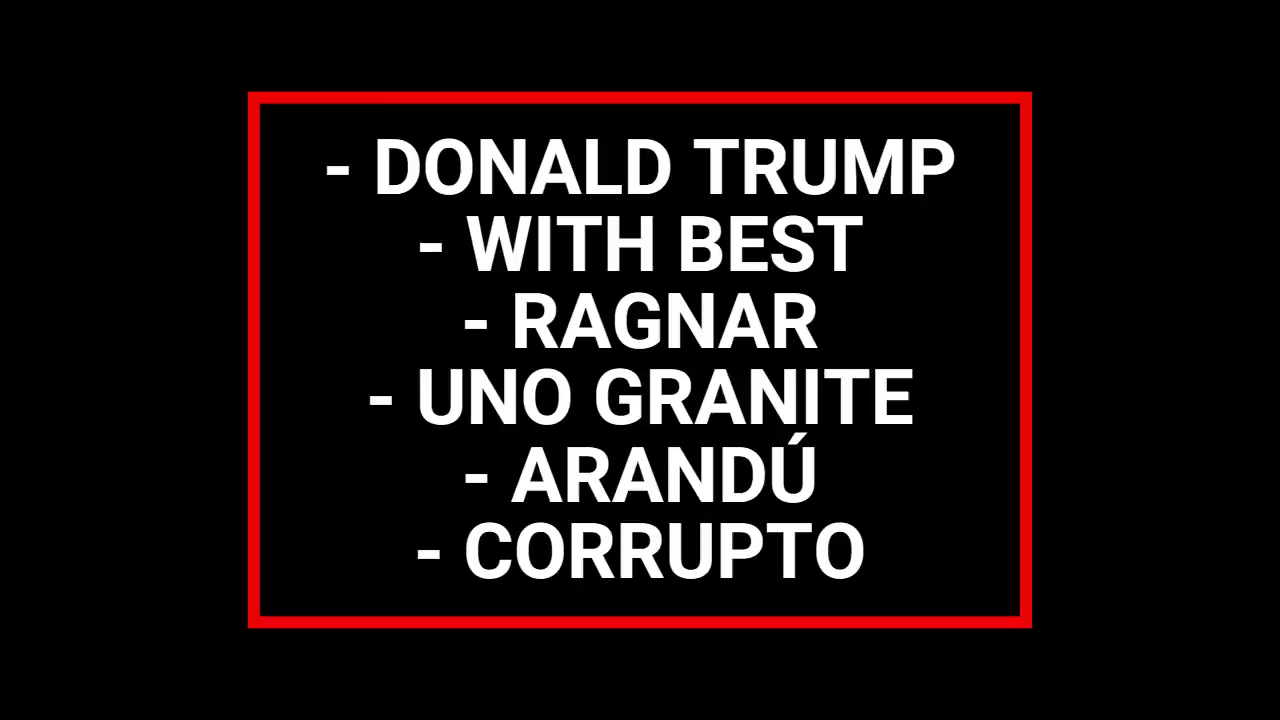 - DONALD TRUMP
- WITH BEST
- RAGNAR
- UNO GRANITE
- ARANDÚ
- CORRUPTO